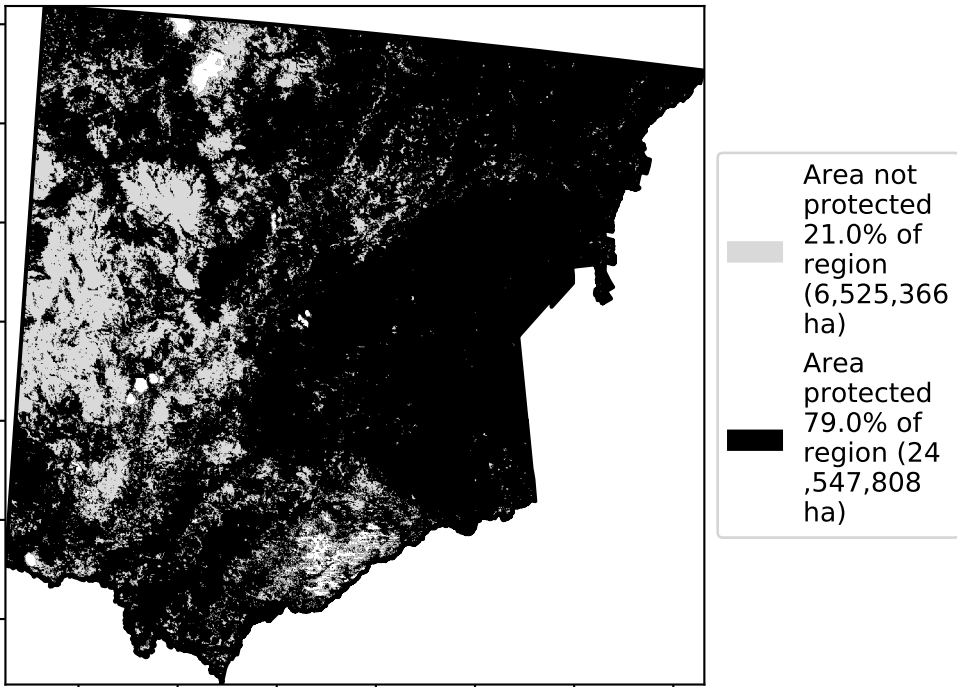 Area not
protected
21.0% of
region
(6,525,366
ha)
Area
protected
79.0% of
region (24
,547,808
ha)